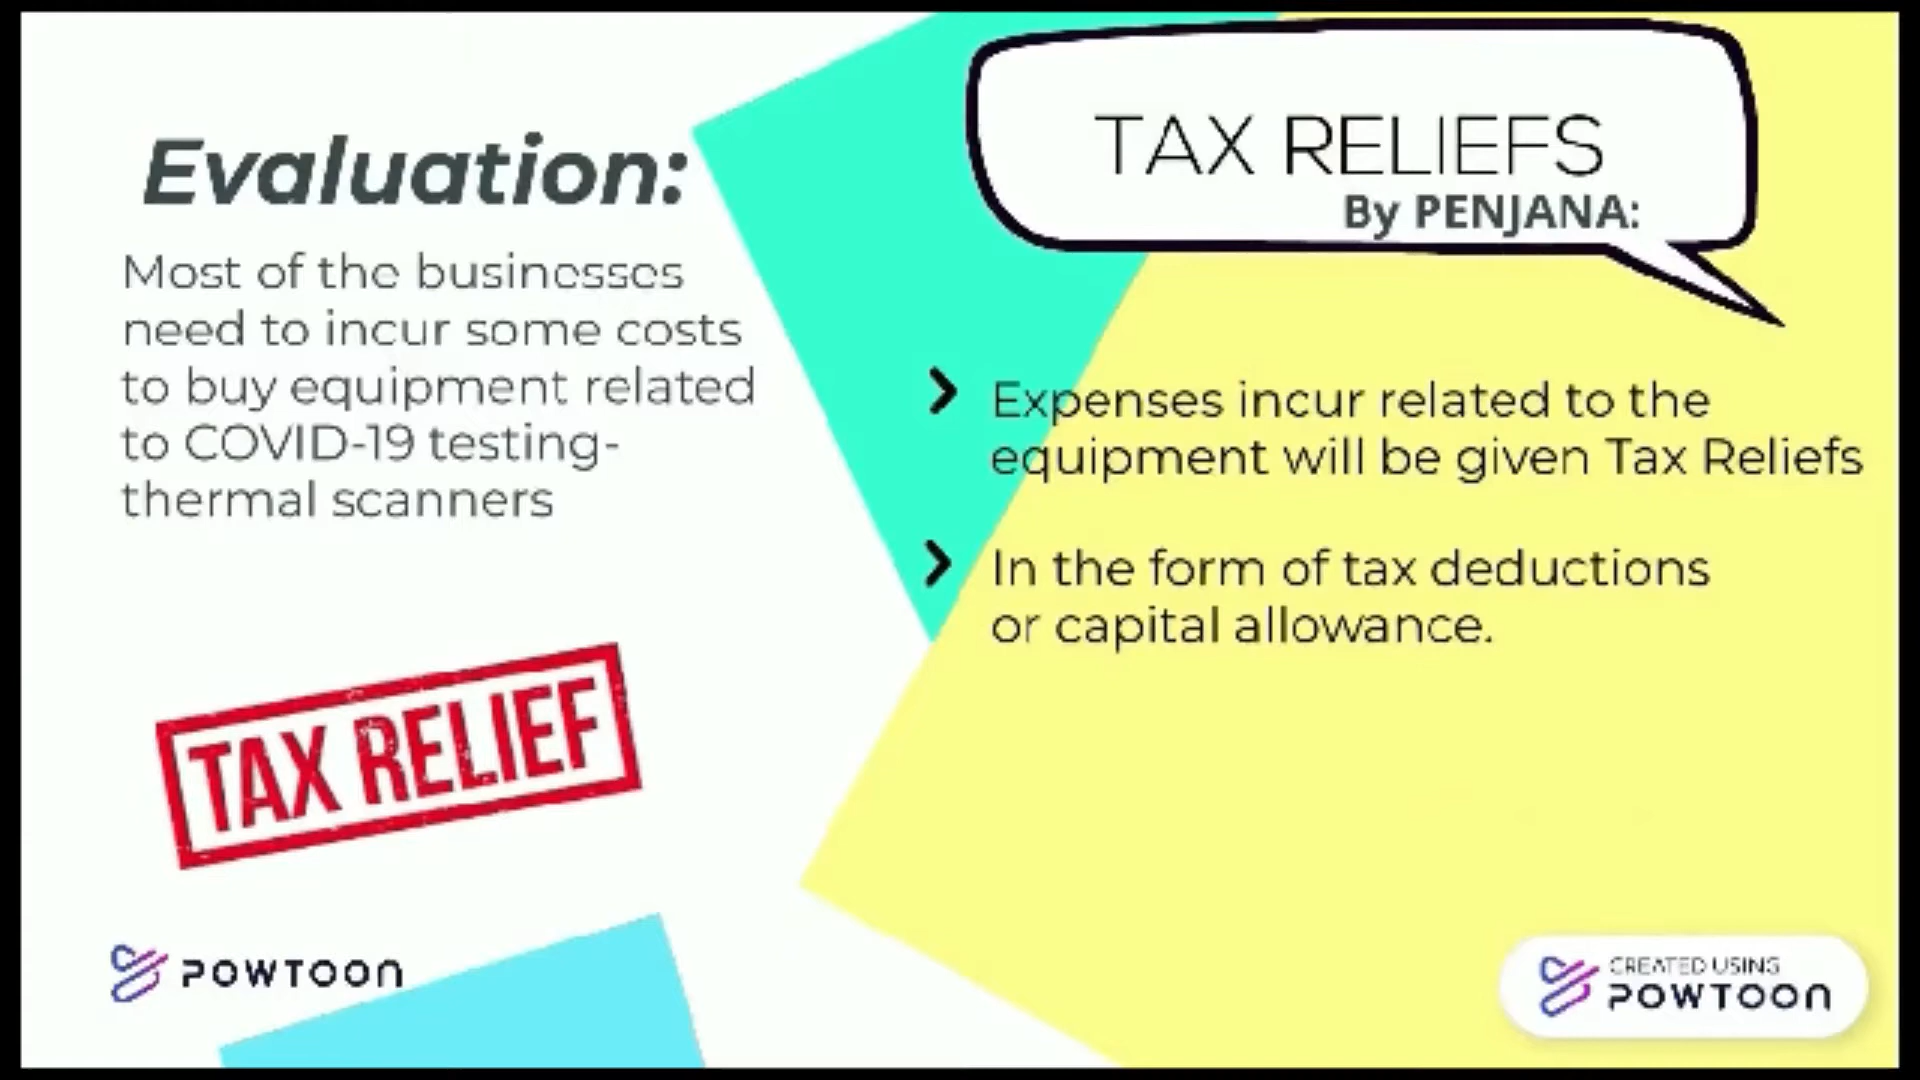 Evaluation:
Most of the businesses
need to incur some costs
to buy equipment related
to COVID-19 testing-
thermal scanners
TAX RELIEF
POWTOON
TAX RELIEFS
By PENJANA:
Expenses incur related to the
equipment will be given Tax Reliefs
In the form of tax deductions
or capital allowance.
CREATED USING
POWTOON